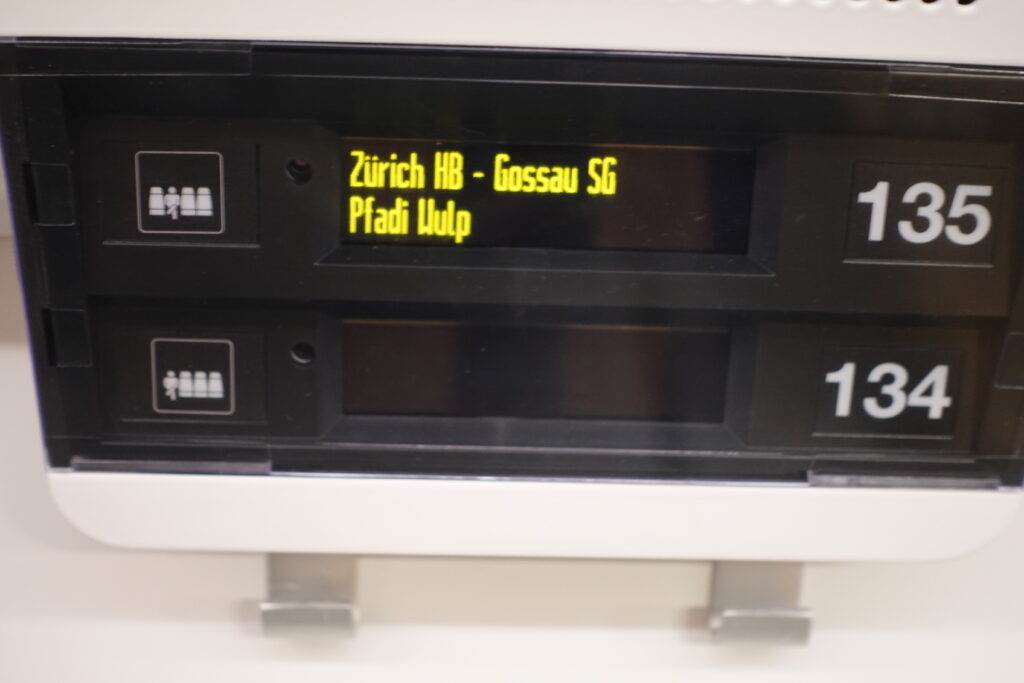 Zürich HB - Gossau SG
Pfadi Wulp
135
134